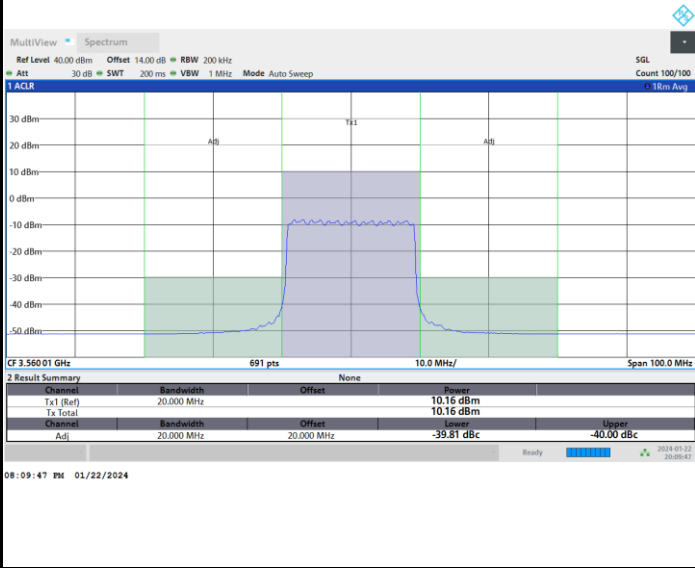 MultiView Spectrum
Ref Level 40.00 dBm Offset 14.00 dB RBW 200 kHz SGL
Att 30 dB SWT 200 ms VBW 1 MHz Mode Auto Sweep Count 100/100
1 ACLR 1Rm Avg
Tx1
30 dBm
Adj Adj
20 dBm
10 dBm
0 dBm
-10 dBm
-20 dBm
-30 dBm
-40 dBm
-50 dBm
CF 3.56001 GHz 691 pts 10.0 MHz/ Span 100.0 MHz
2 Result Summary None
Channel Bandwidth Offset Power
Tx1 (Ref) 20.000 MHz 10.16 dBm
Tx Total 10.16 dBm
Channel Bandwidth Offset Lower Upper
Adj 20.000 MHz 20.000 MHz -39.81 dBc -40.00 dBc
Ready 2024-01-22
20:09:47
08:09:47 PM 01/22/2024